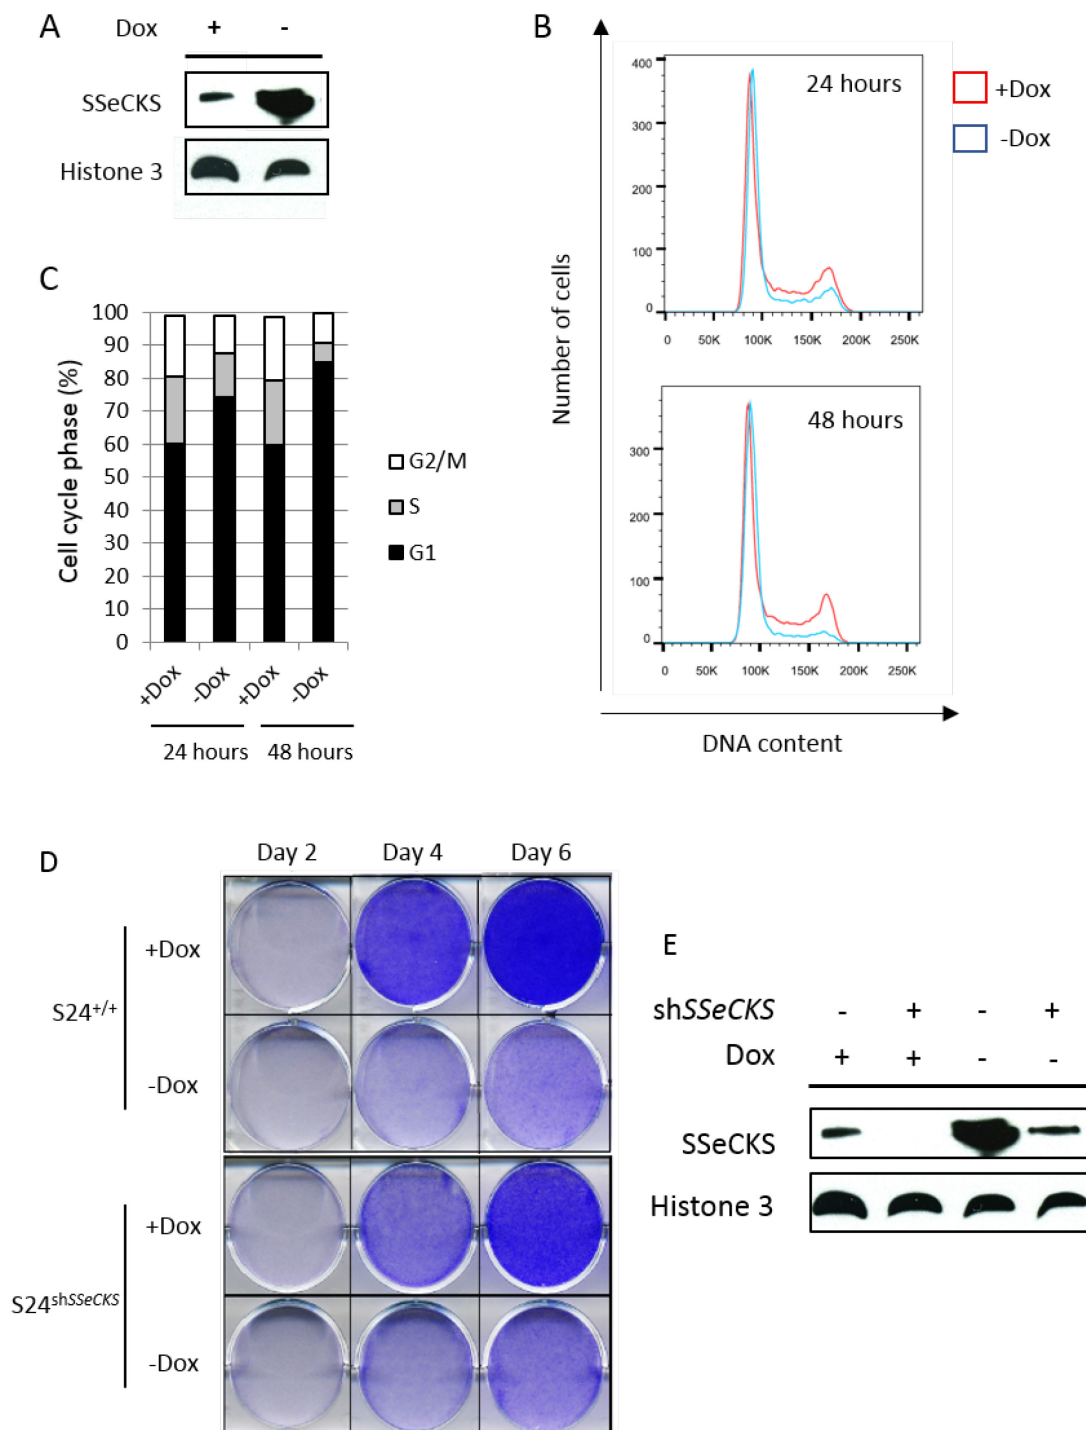 A
Dox + -
SSeCKS
Histone 3
B
Number of cells
24 hours
400
300
200
100
0
0 50K 100K 150K 200K 250K
+Dox
-Dox
48 hours
300
200
100
0
0 50K 100K 150K 200K 250K
DNA content
C
Cell cycle phase (%)
100
90
80
70
60
50
40
30
20
10
0
+Dox -Dox +Dox -Dox
24 hours 48 hours
G2/M
S
G1
D
Day 2 Day 4 Day 6
S24+/+
+Dox
-Dox
S24shSSeCKS
+Dox
-Dox
E
shSSeCKS - + - +
Dox + + - -
SSeCKS
Histone 3